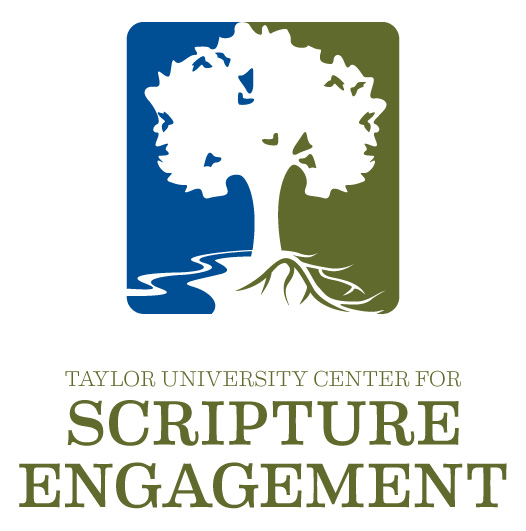 TAYLOR UNIVERSITY CENTER FOR
SCRIPTURE
ENGAGEMENT